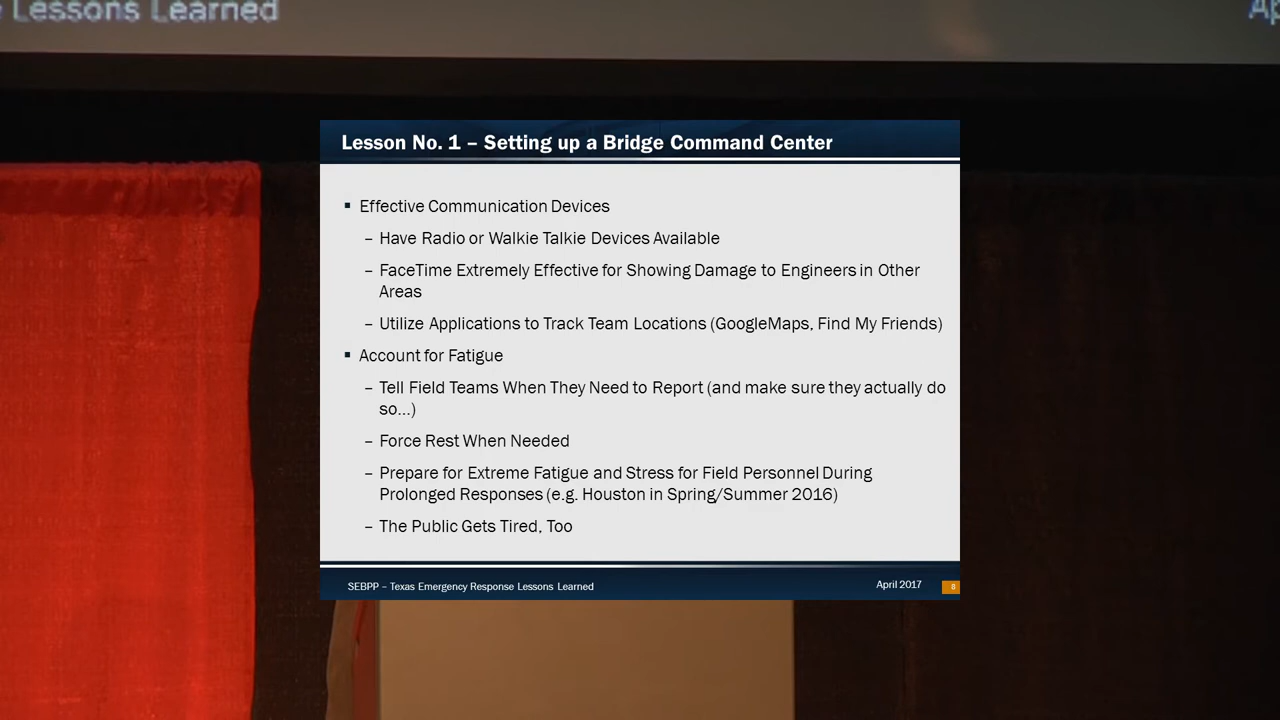 Lessons Learned
Lesson No. 1 – Setting up a Bridge Command Center
▪ Effective Communication Devices
– Have Radio or Walkie Talkie Devices Available
– FaceTime Extremely Effective for Showing Damage to Engineers in Other
Areas
– Utilize Applications to Track Team Locations (GoogleMaps, Find My Friends)
▪ Account for Fatigue
– Tell Field Teams When They Need to Report (and make sure they actually do
so...)
– Force Rest When Needed
– Prepare for Extreme Fatigue and Stress for Field Personnel During
Prolonged Responses (e.g. Houston in Spring/Summer 2016)
– The Public Gets Tired, Too
SEBPP – Texas Emergency Response Lessons Learned
April 2017
8